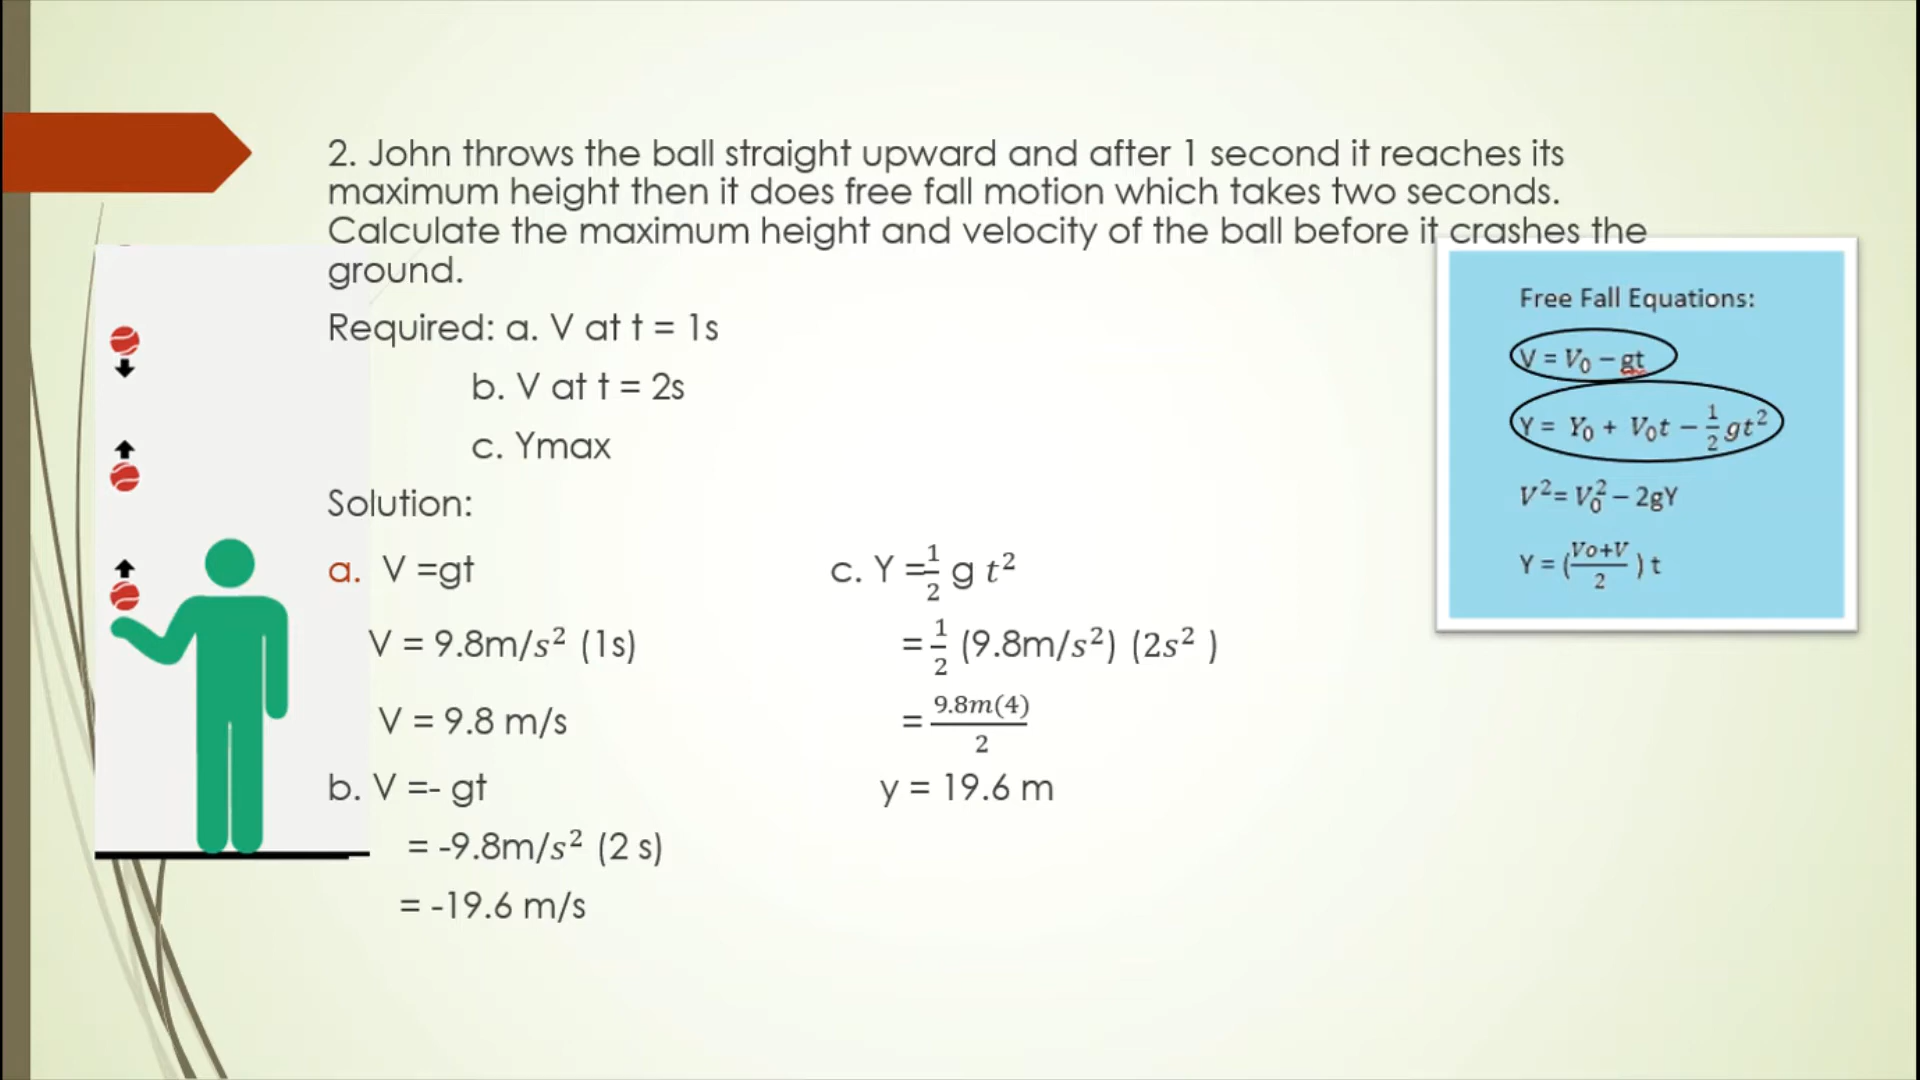 2. John throws the ball straight upward and after 1 second it reaches its
maximum height then it does free fall motion which takes two seconds.
Calculate the maximum height and velocity of the ball before it crashes the
ground.
Required: a. V at t = 1s
b. V at t = 2s
c. Ymax
Solution:
a. V =gt
V = 9.8m/s² (1s)
V = 9.8 m/s
b. V =- gt
= -9.8m/s² (2 s)
= -19.6 m/s
c. Y =1/2 g t²
= 1/2 (9.8m/s²) (2s² )
= 9.8m(4)/2
y = 19.6 m
Free Fall Equations:
V = V₀ – gt
Y = Y₀ + V₀t – 1/2 gt²
V²= V₀² – 2gY
Y = (Vo+V/2 ) t